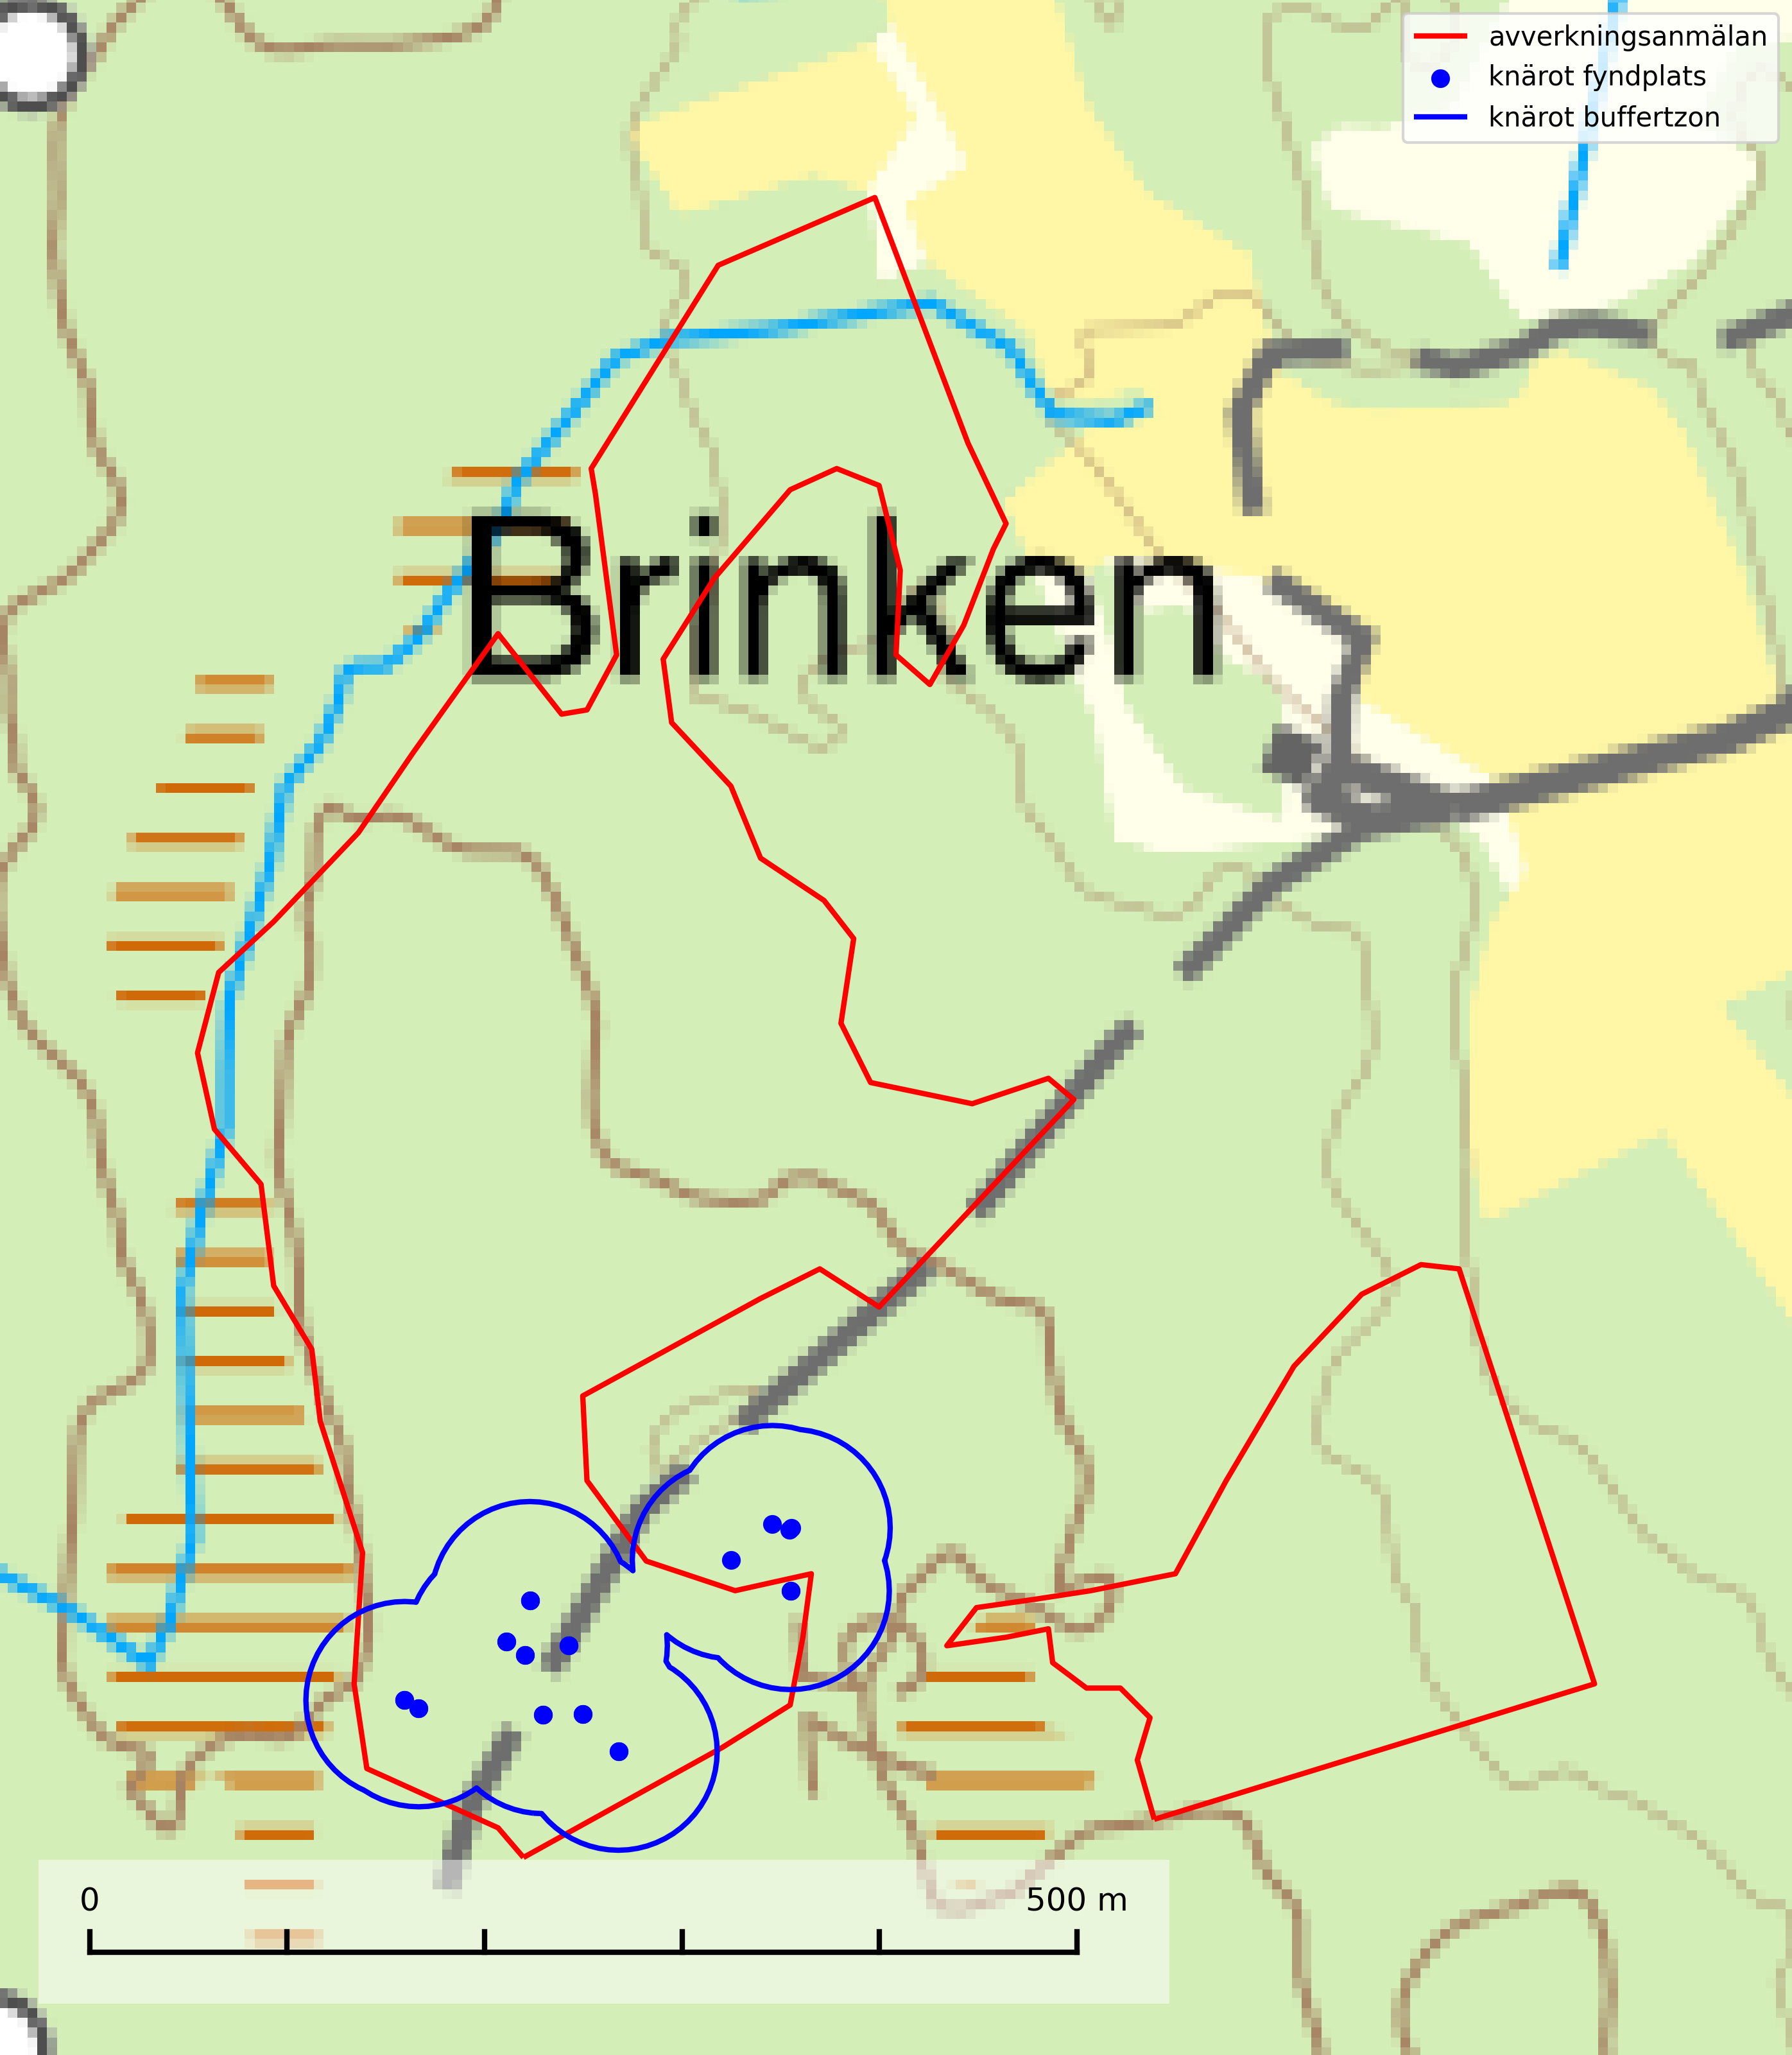 avverkningsanmälan
knärot fyndplats
knärot buffertzon
Brinken
0 500 m